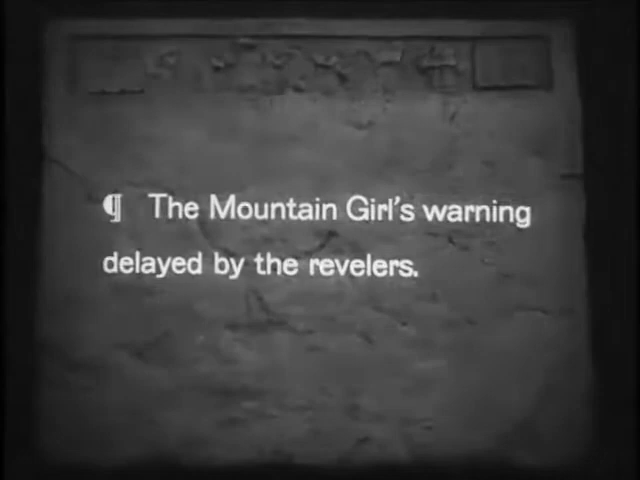 ¶ The Mountain Girl's warning
delayed by the revelers.